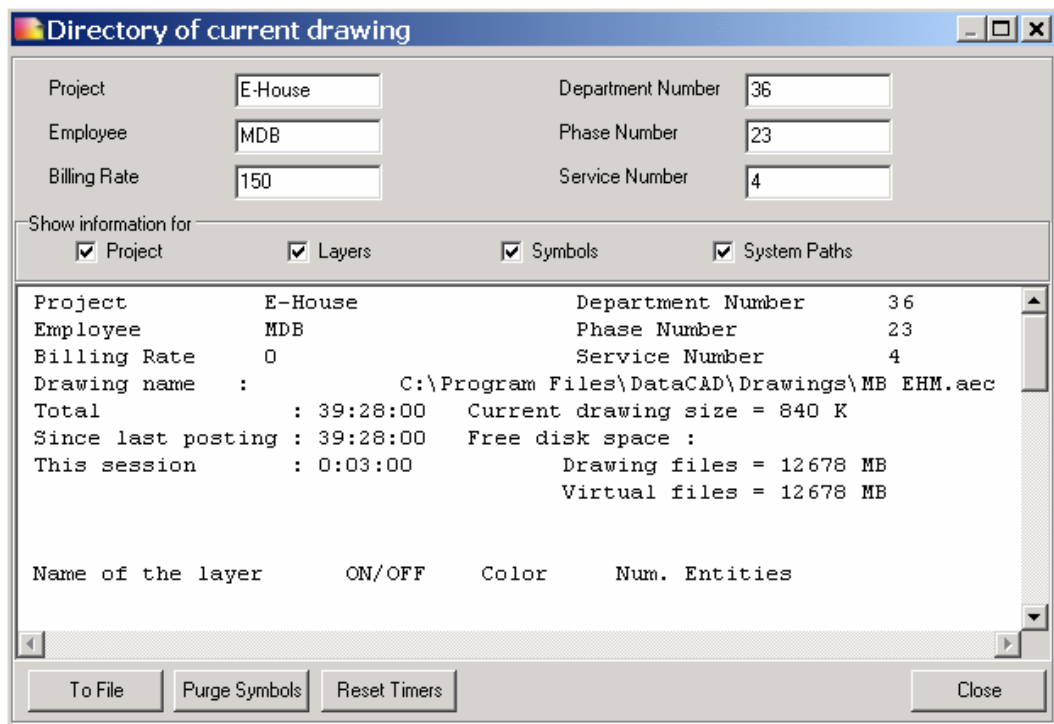 Directory of current drawing
Project E-House Department Number 36
Employee MDB Phase Number 23
Billing Rate 150 Service Number 4
Show information for
Project Layers Symbols System Paths
Project E-House Department Number 36
Employee MDB Phase Number 23
Billing Rate 0 Service Number 4
Drawing name : C:\Program Files\DataCAD\Drawings\MB EHM.aec
Total : 39:28:00 Current drawing size = 840 K
Since last posting : 39:28:00 Free disk space :
This session : 0:03:00 Drawing files = 12678 MB
Virtual files = 12678 MB
Name of the layer ON/OFF Color Num. Entities
To File Purge Symbols Reset Timers Close